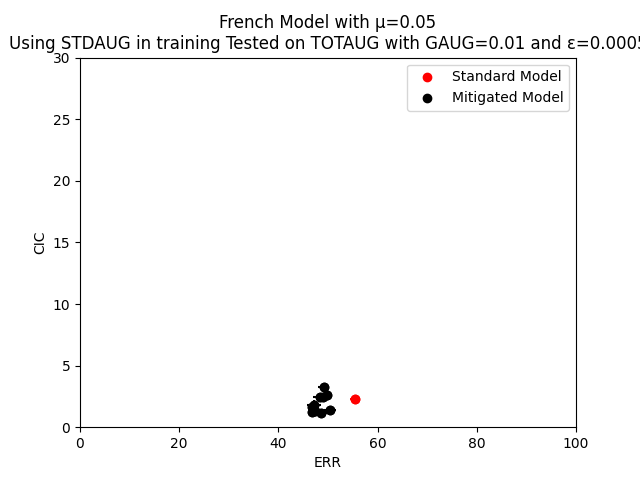 French Model with μ=0.05
Using STDAUG in training Tested on TOTAUG with GAUG=0.01 and ε=0.0005
30
Standard Model
Mitigated Model
25
20
15
CIC
10
5
0
0 20 40 60 80 100
ERR